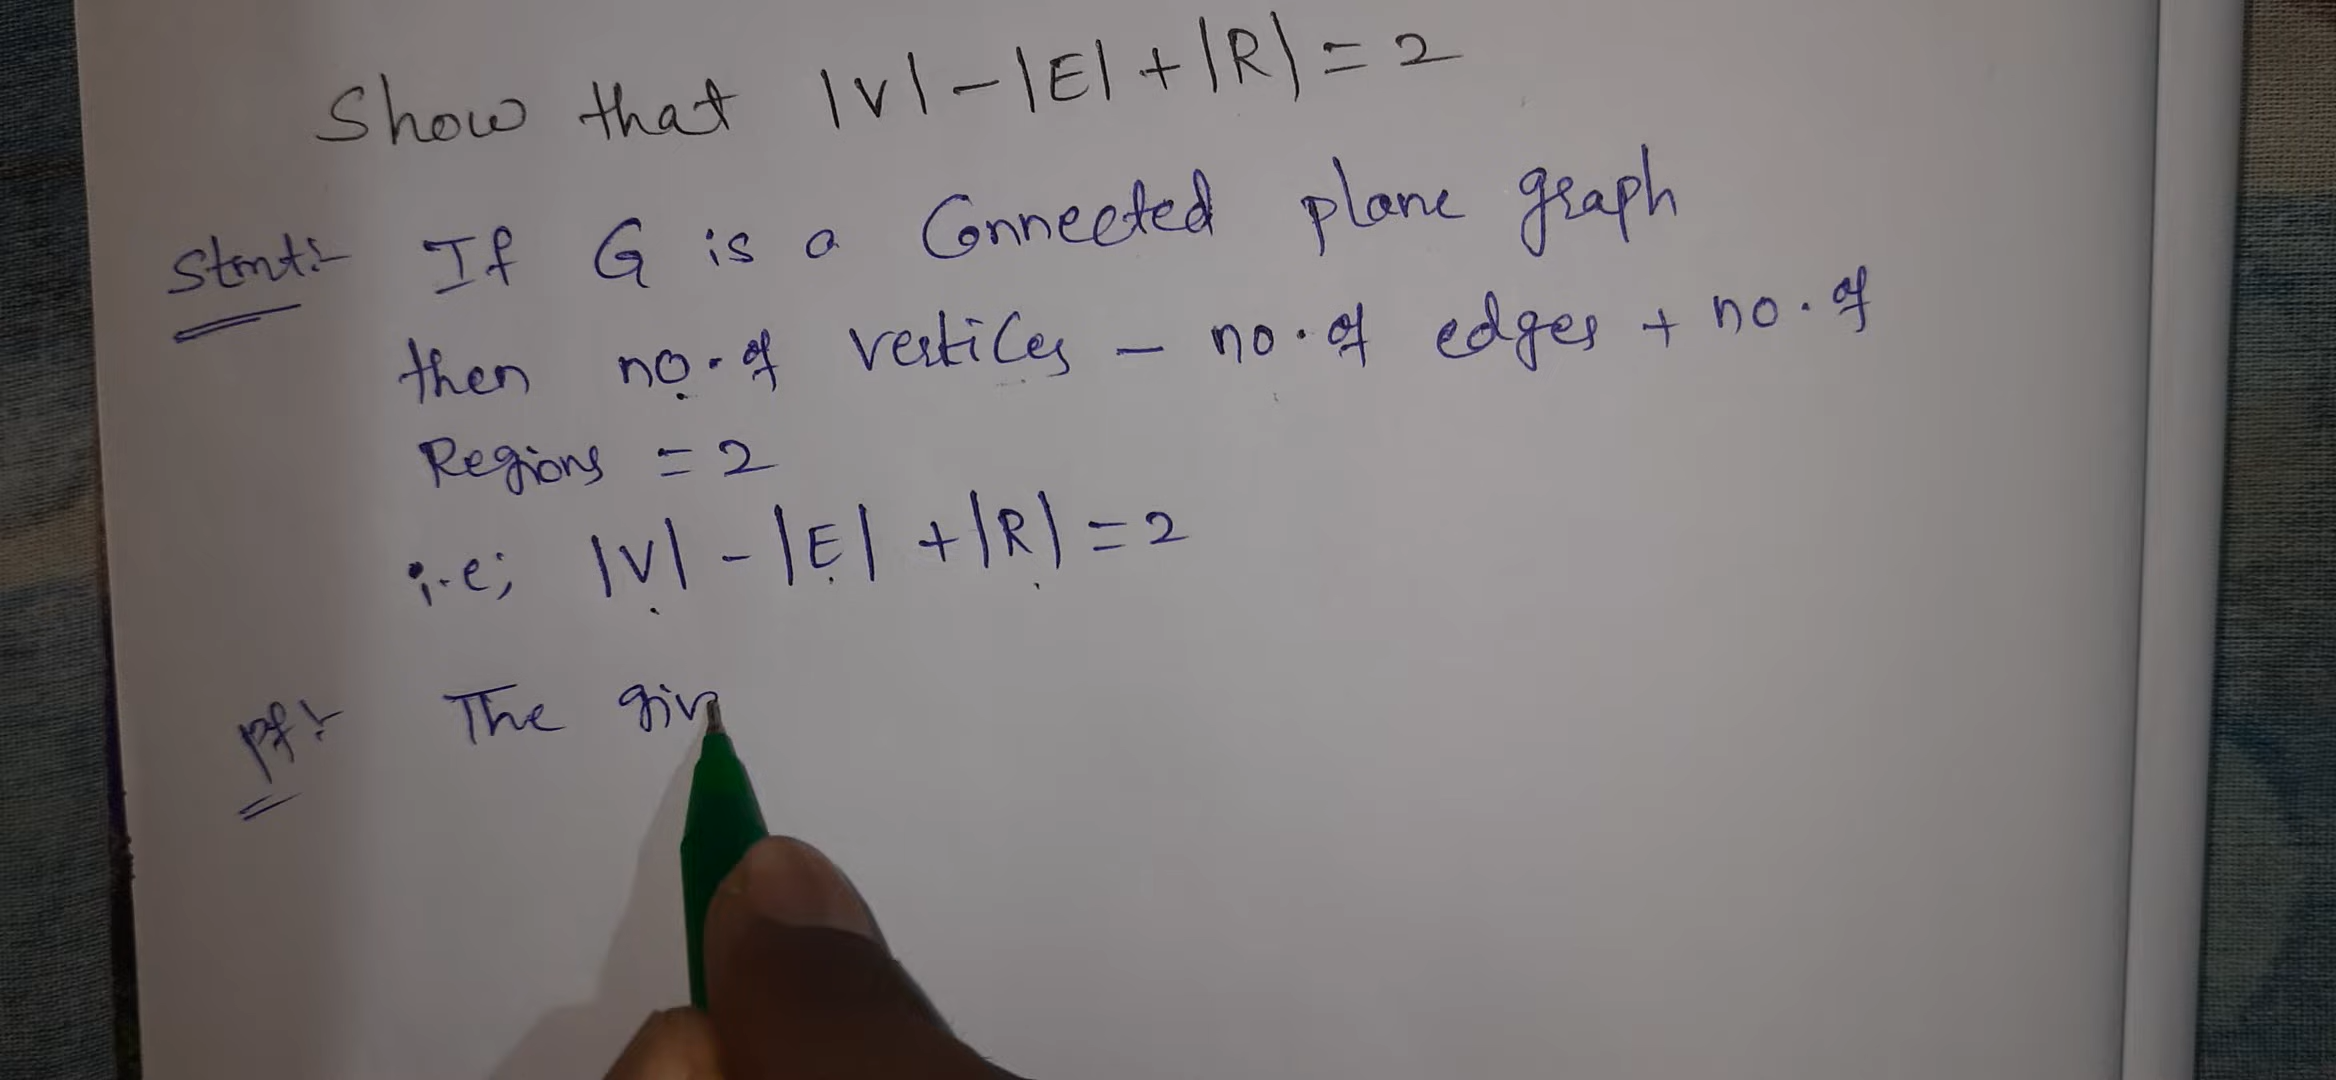 Show that |V| - |E| + |R| = 2
Stmt:- If G is a Connected plane graph
then no. of vertices - no. of edges + no. of
Regions = 2
i.e; |V| - |E| + |R| = 2
pf:- The giv